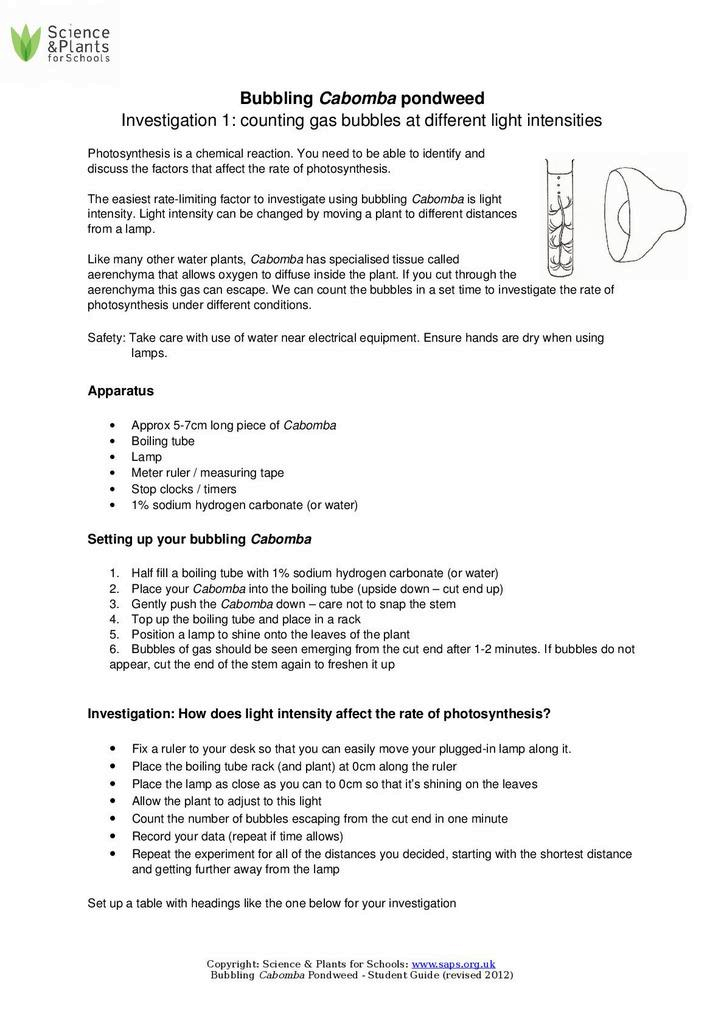 Science
&Plants
for Schools
Bubbling Cabomba pondweed
Investigation 1: counting gas bubbles at different light intensities
Photosynthesis is a chemical reaction. You need to be able to identify and
discuss the factors that affect the rate of photosynthesis.
The easiest rate-limiting factor to investigate using bubbling Cabomba is light
intensity. Light intensity can be changed by moving a plant to different distances
from a lamp.
Like many other water plants, Cabomba has specialised tissue called
aerenchyma that allows oxygen to diffuse inside the plant. If you cut through the
aerenchyma this gas can escape. We can count the bubbles in a set time to investigate the rate of
photosynthesis under different conditions.
Safety: Take care with use of water near electrical equipment. Ensure hands are dry when using
lamps.
Apparatus
• Approx 5-7cm long piece of Cabomba
• Boiling tube
• Lamp
• Meter ruler / measuring tape
• Stop clocks / timers
• 1% sodium hydrogen carbonate (or water)
Setting up your bubbling Cabomba
1. Half fill a boiling tube with 1% sodium hydrogen carbonate (or water)
2. Place your Cabomba into the boiling tube (upside down – cut end up)
3. Gently push the Cabomba down – care not to snap the stem
4. Top up the boiling tube and place in a rack
5. Position a lamp to shine onto the leaves of the plant
6. Bubbles of gas should be seen emerging from the cut end after 1-2 minutes. If bubbles do not
appear, cut the end of the stem again to freshen it up
Investigation: How does light intensity affect the rate of photosynthesis?
• Fix a ruler to your desk so that you can easily move your plugged-in lamp along it.
• Place the boiling tube rack (and plant) at 0cm along the ruler
• Place the lamp as close as you can to 0cm so that it's shining on the leaves
• Allow the plant to adjust to this light
• Count the number of bubbles escaping from the cut end in one minute
• Record your data (repeat if time allows)
• Repeat the experiment for all of the distances you decided, starting with the shortest distance
and getting further away from the lamp
Set up a table with headings like the one below for your investigation
Copyright: Science & Plants for Schools: www.saps.org.uk
Bubbling Cabomba Pondweed - Student Guide (revised 2012)